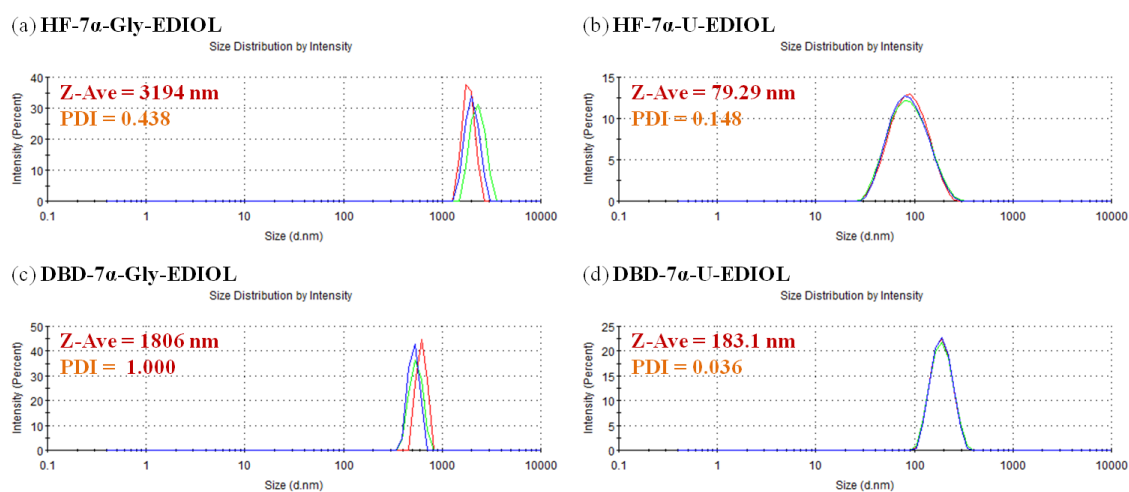 (a) HF-7α-Gly-EDIOL
Size Distribution by Intensity
Intensity (Percent)
40
30
20
10
0
Z-Ave = 3194 nm
PDI = 0.438
0.1 1 10 100 1000 10000
Size (d.nm)
(b) HF-7α-U-EDIOL
Size Distribution by Intensity
Intensity (Percent)
15
10
5
0
Z-Ave = 79.29 nm
PDI = 0.148
0.1 1 10 100 1000 10000
Size (d.nm)
(c) DBD-7α-Gly-EDIOL
Size Distribution by Intensity
Intensity (Percent)
50
40
30
20
10
0
Z-Ave = 1806 nm
PDI = 1.000
0.1 1 10 100 1000 10000
Size (d.nm)
(d) DBD-7α-U-EDIOL
Size Distribution by Intensity
Intensity (Percent)
25
20
15
10
5
0
Z-Ave = 183.1 nm
PDI = 0.036
0.1 1 10 100 1000 10000
Size (d.nm)